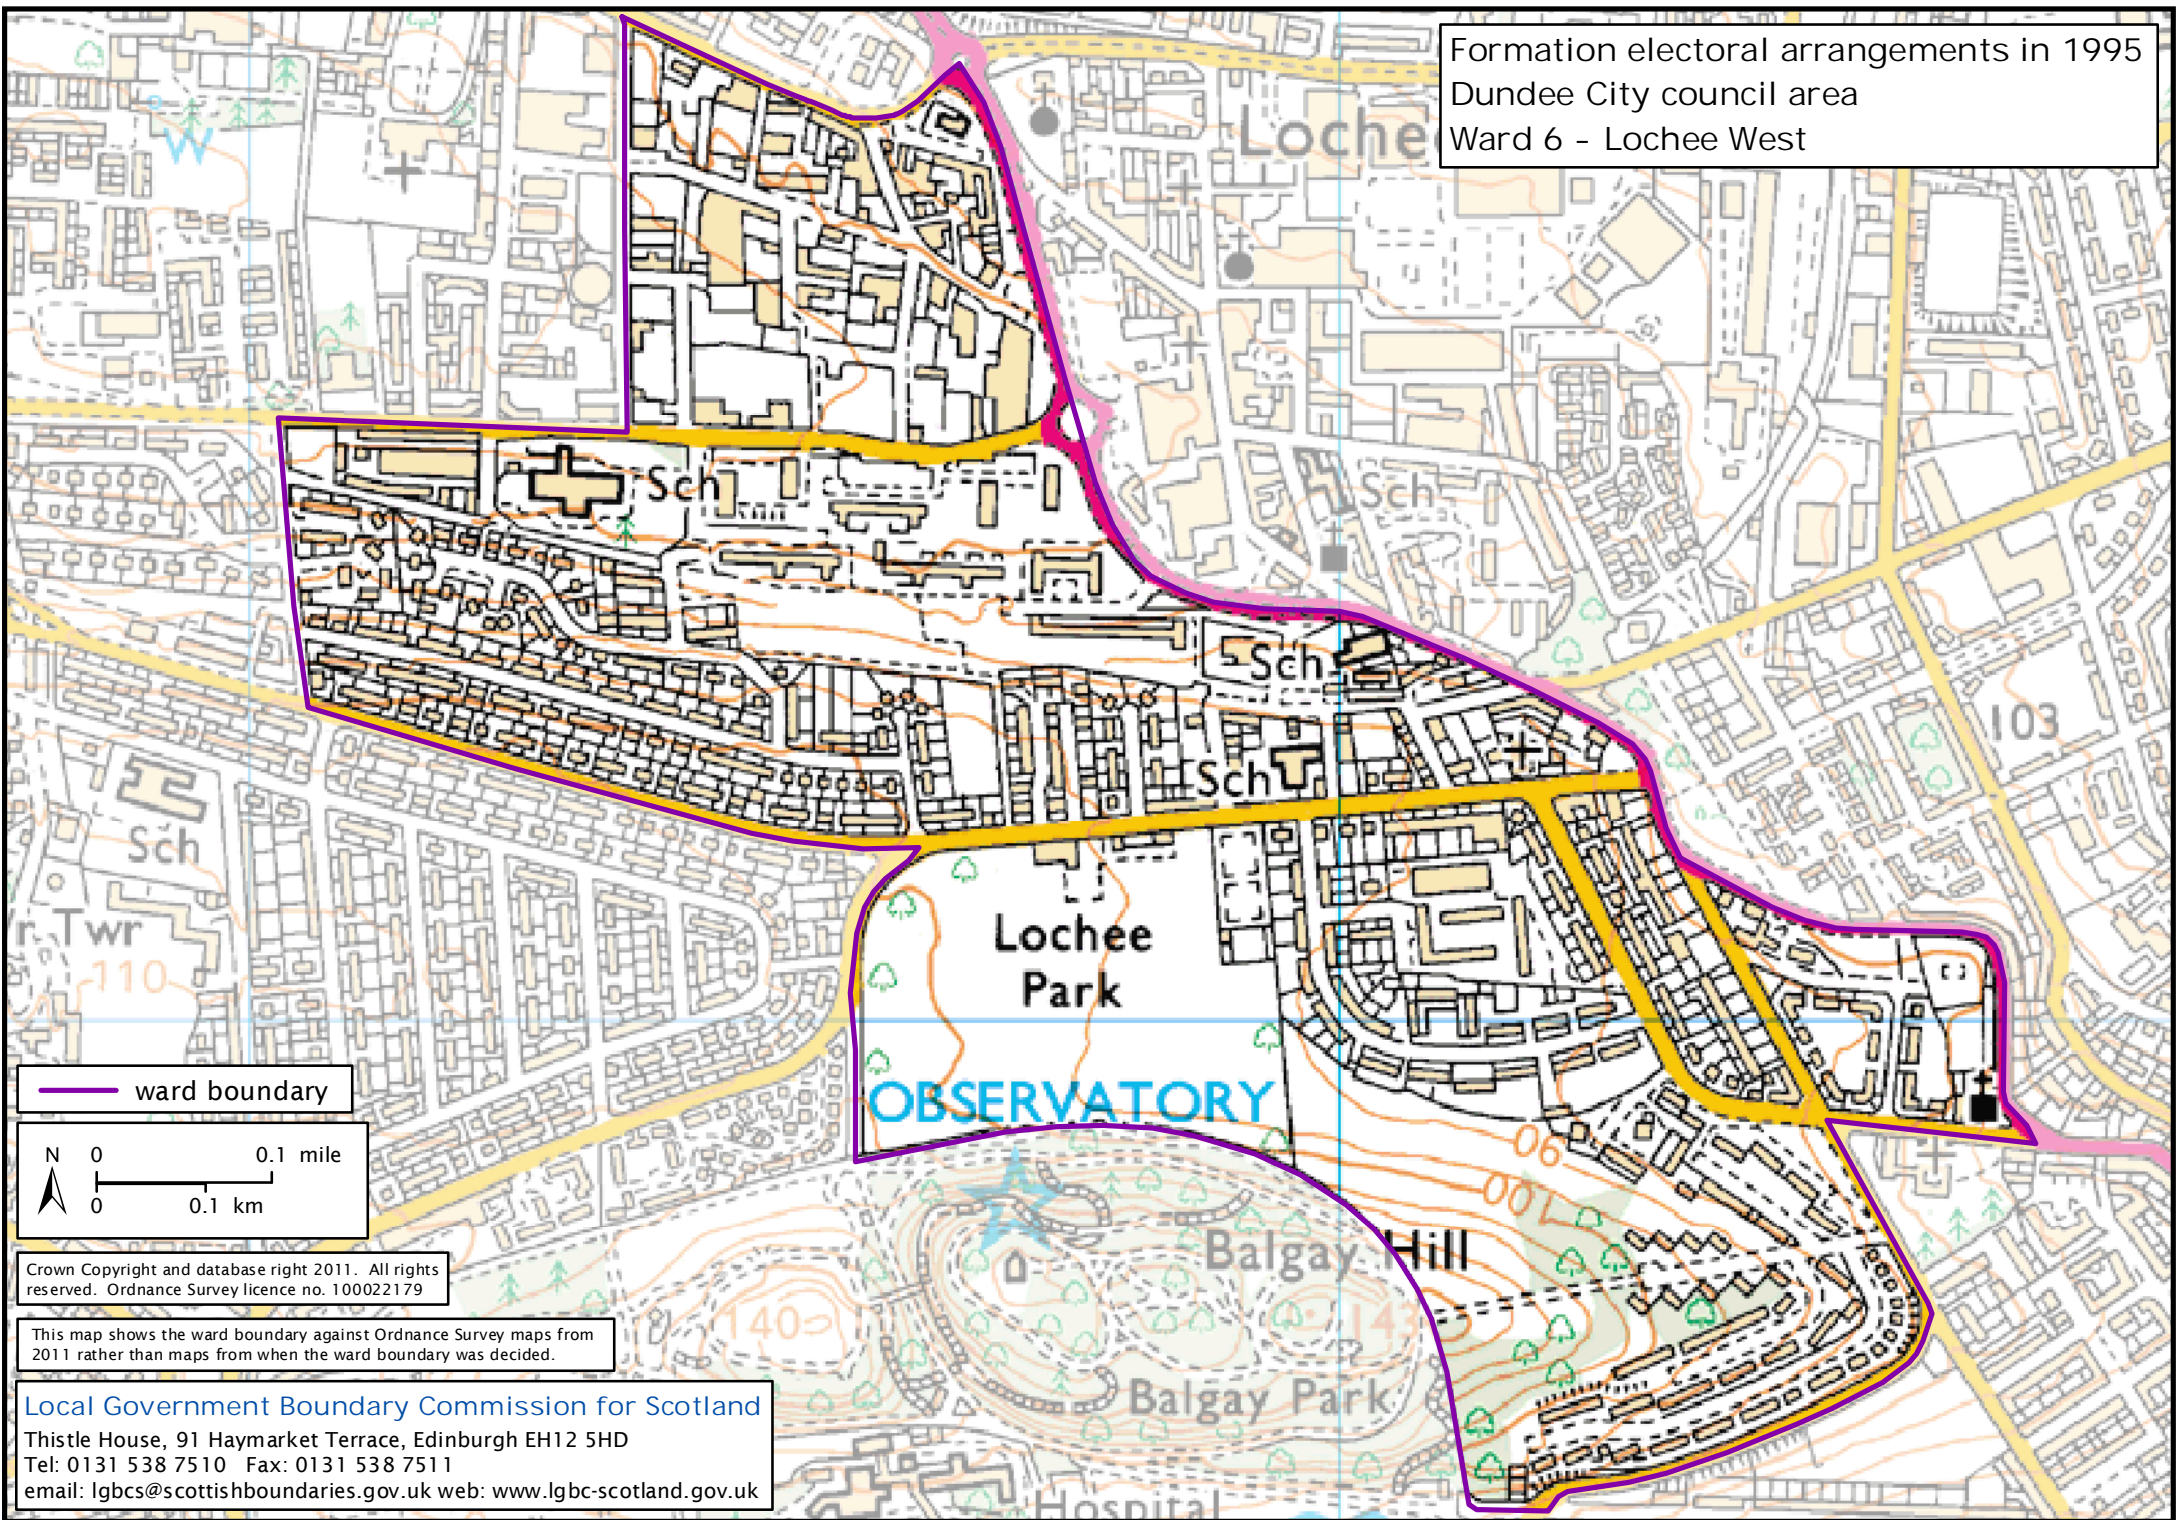 Formation electoral arrangements in 1995
Dundee City council area
Ward 6 - Lochee West
W
Sch
Sch
Sch
Sch
103
Sch
Twr
110
Lochee
Park
OBSERVATORY
90
100
Balgay Hill
140
143
Balgay Park
Hospital
ward boundary
N 0 0.1 mile
0 0.1 km
Crown Copyright and database right 2011. All rights
reserved. Ordnance Survey licence no. 100022179
This map shows the ward boundary against Ordnance Survey maps from
2011 rather than maps from when the ward boundary was decided.
Local Government Boundary Commission for Scotland
Thistle House, 91 Haymarket Terrace, Edinburgh EH12 5HD
Tel: 0131 538 7510 Fax: 0131 538 7511
email: lgbcs@scottishboundaries.gov.uk web: www.lgbc-scotland.gov.uk